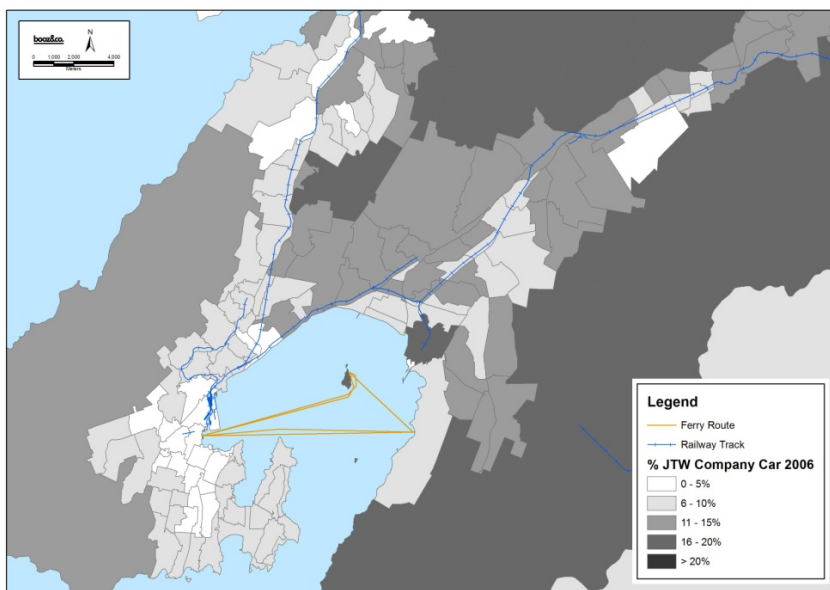 booz&co.
N
0 1,000 2,000 4,000
Meters
Legend
Ferry Route
Railway Track
% JTW Company Car 2006
0 - 5%
6 - 10%
11 - 15%
16 - 20%
> 20%